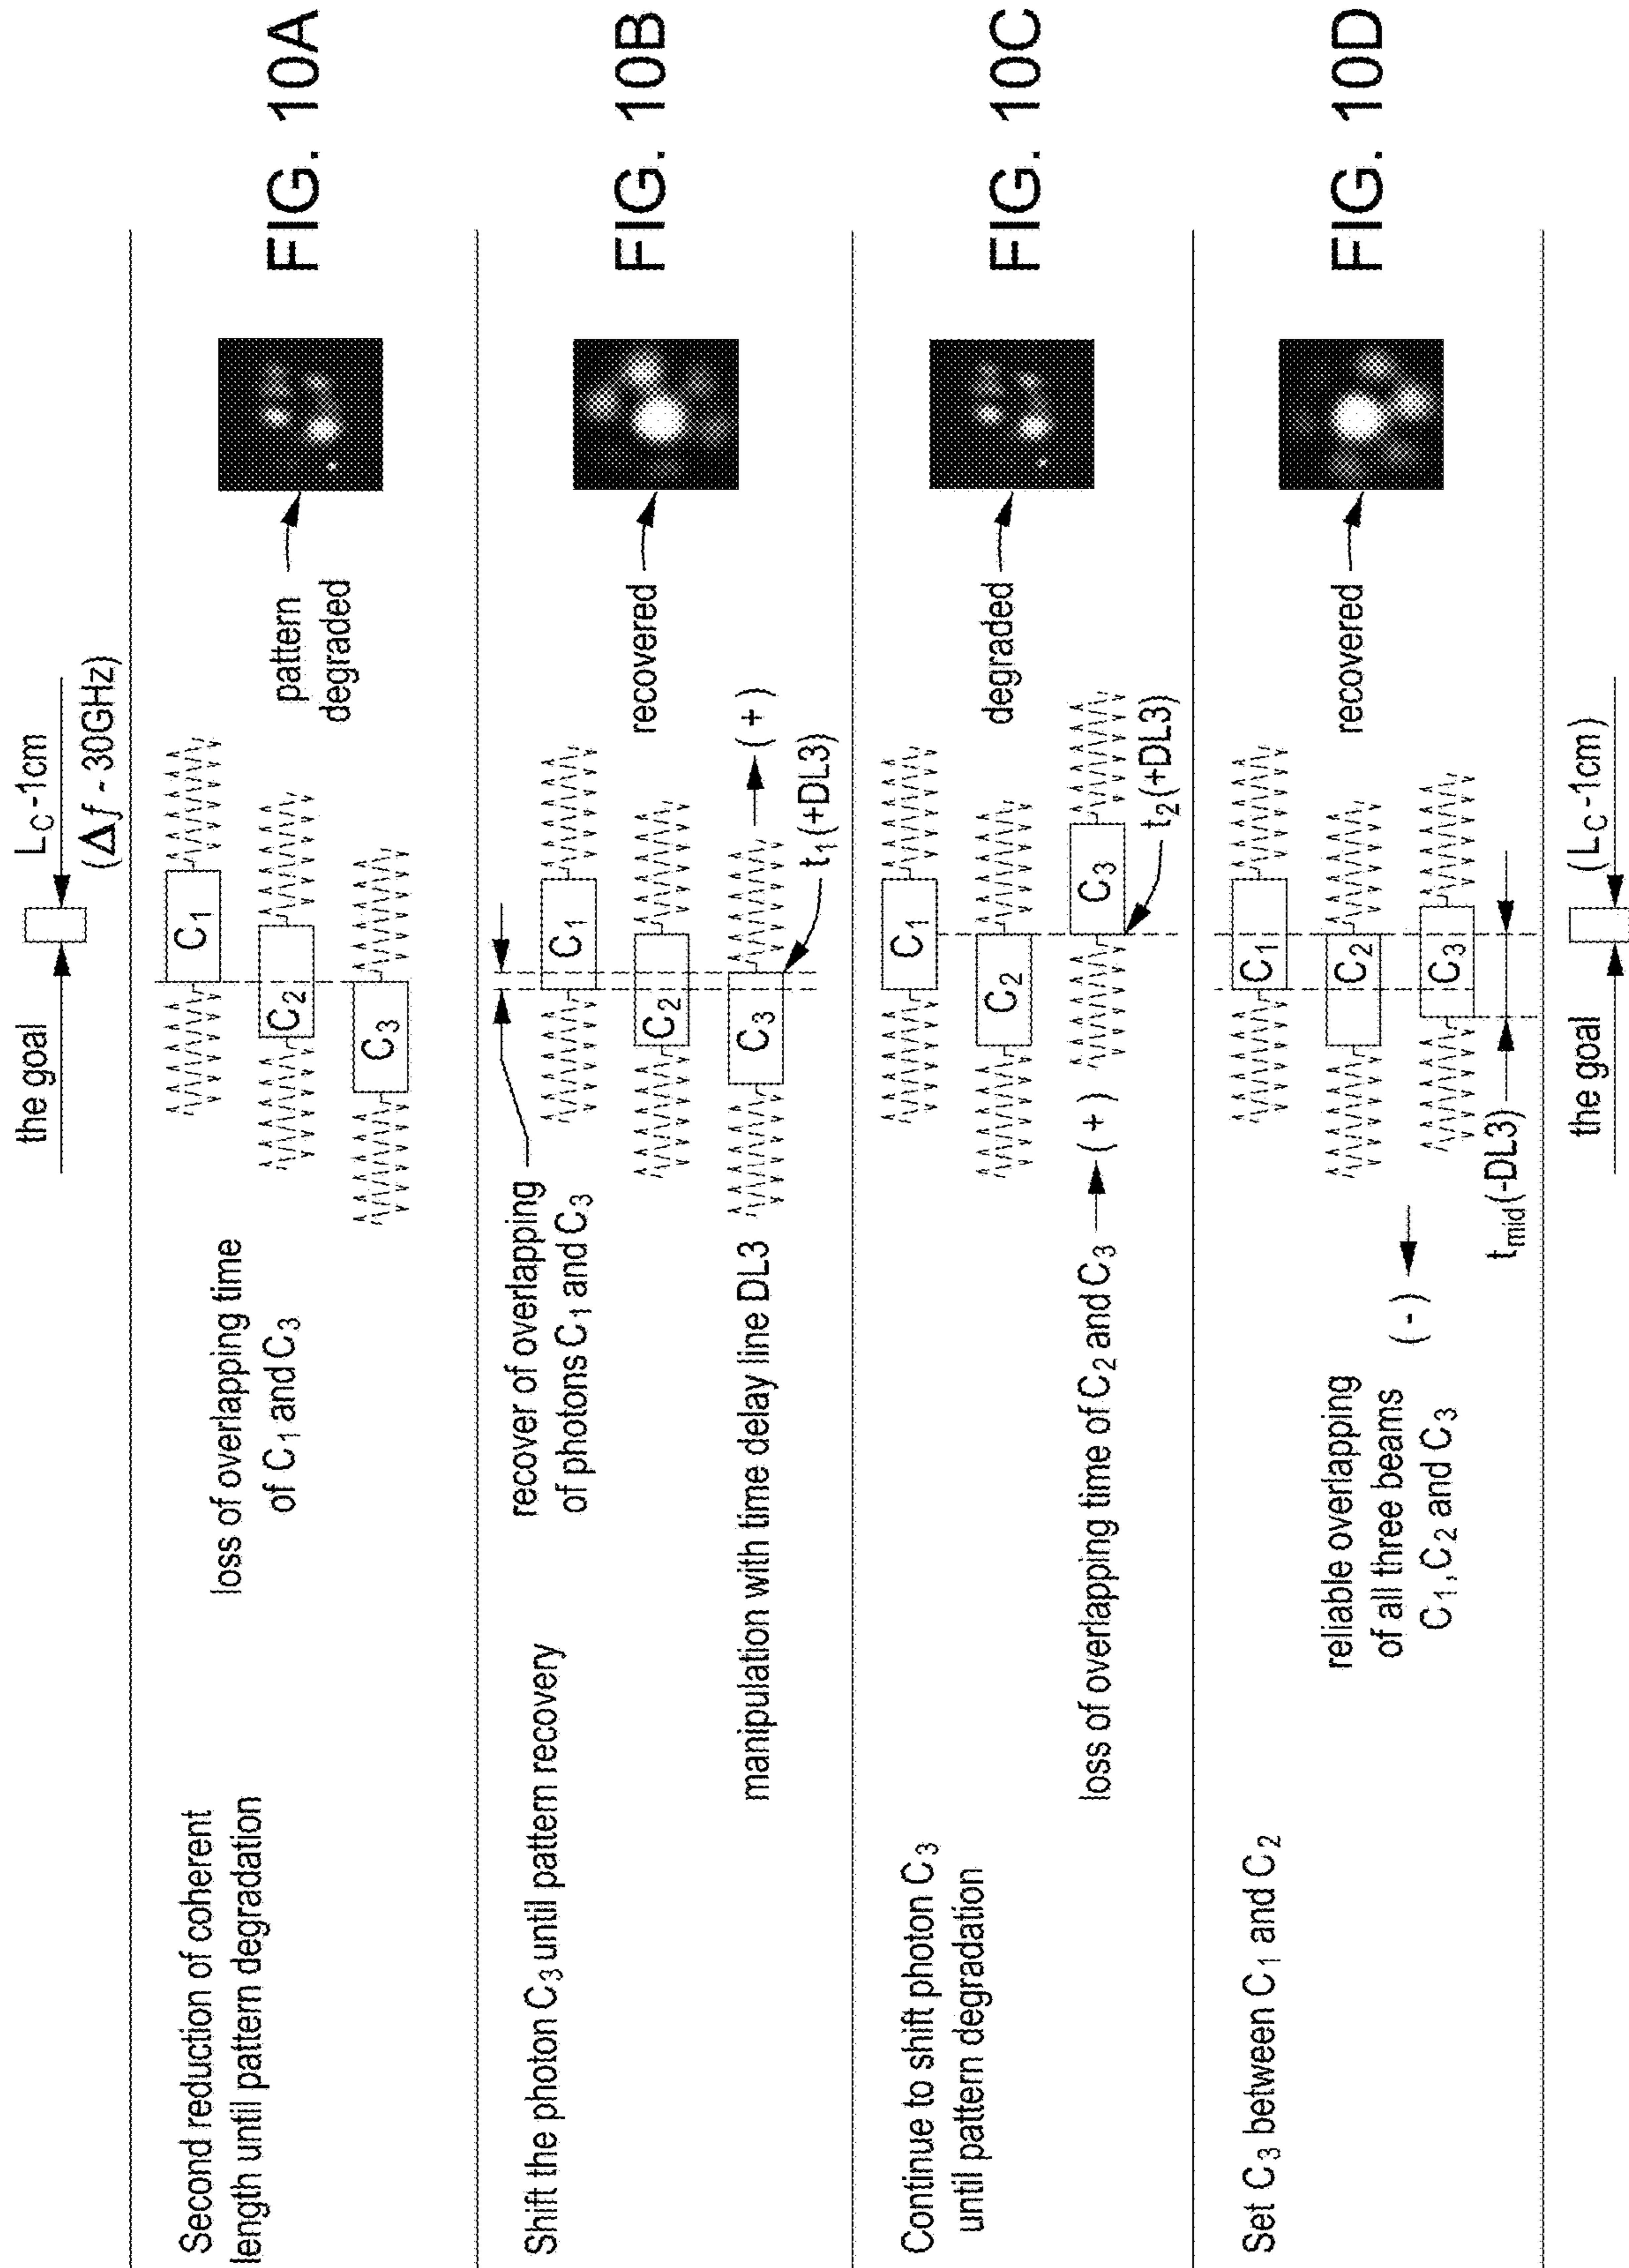 the goal
L_C-1cm
(Δf ~ 30GHz)
Second reduction of coherent
length until pattern degradation
loss of overlapping time
of C₁ and C₃
C₁
C₂
C₃
pattern
degraded
FIG. 10A
Shift the photon C₃ until pattern recovery
recover of overlapping
of photons C₁ and C₃
manipulation with time delay line DL3
C₁
C₂
C₃
(+)
t₁(+DL3)
recovered
FIG. 10B
Continue to shift photon C₃
until pattern degradation
loss of overlapping time of C₂ and C₃
(+)
C₁
C₂
C₃
t₂(+DL3)
degraded
FIG. 10C
Set C₃ between C₁ and C₂
reliable overlapping
of all three beams
C₁, C₂ and C₃
(-)
C₁
C₂
C₃
t_mid(-DL3)
recovered
FIG. 10D
the goal
(L_C-1cm)